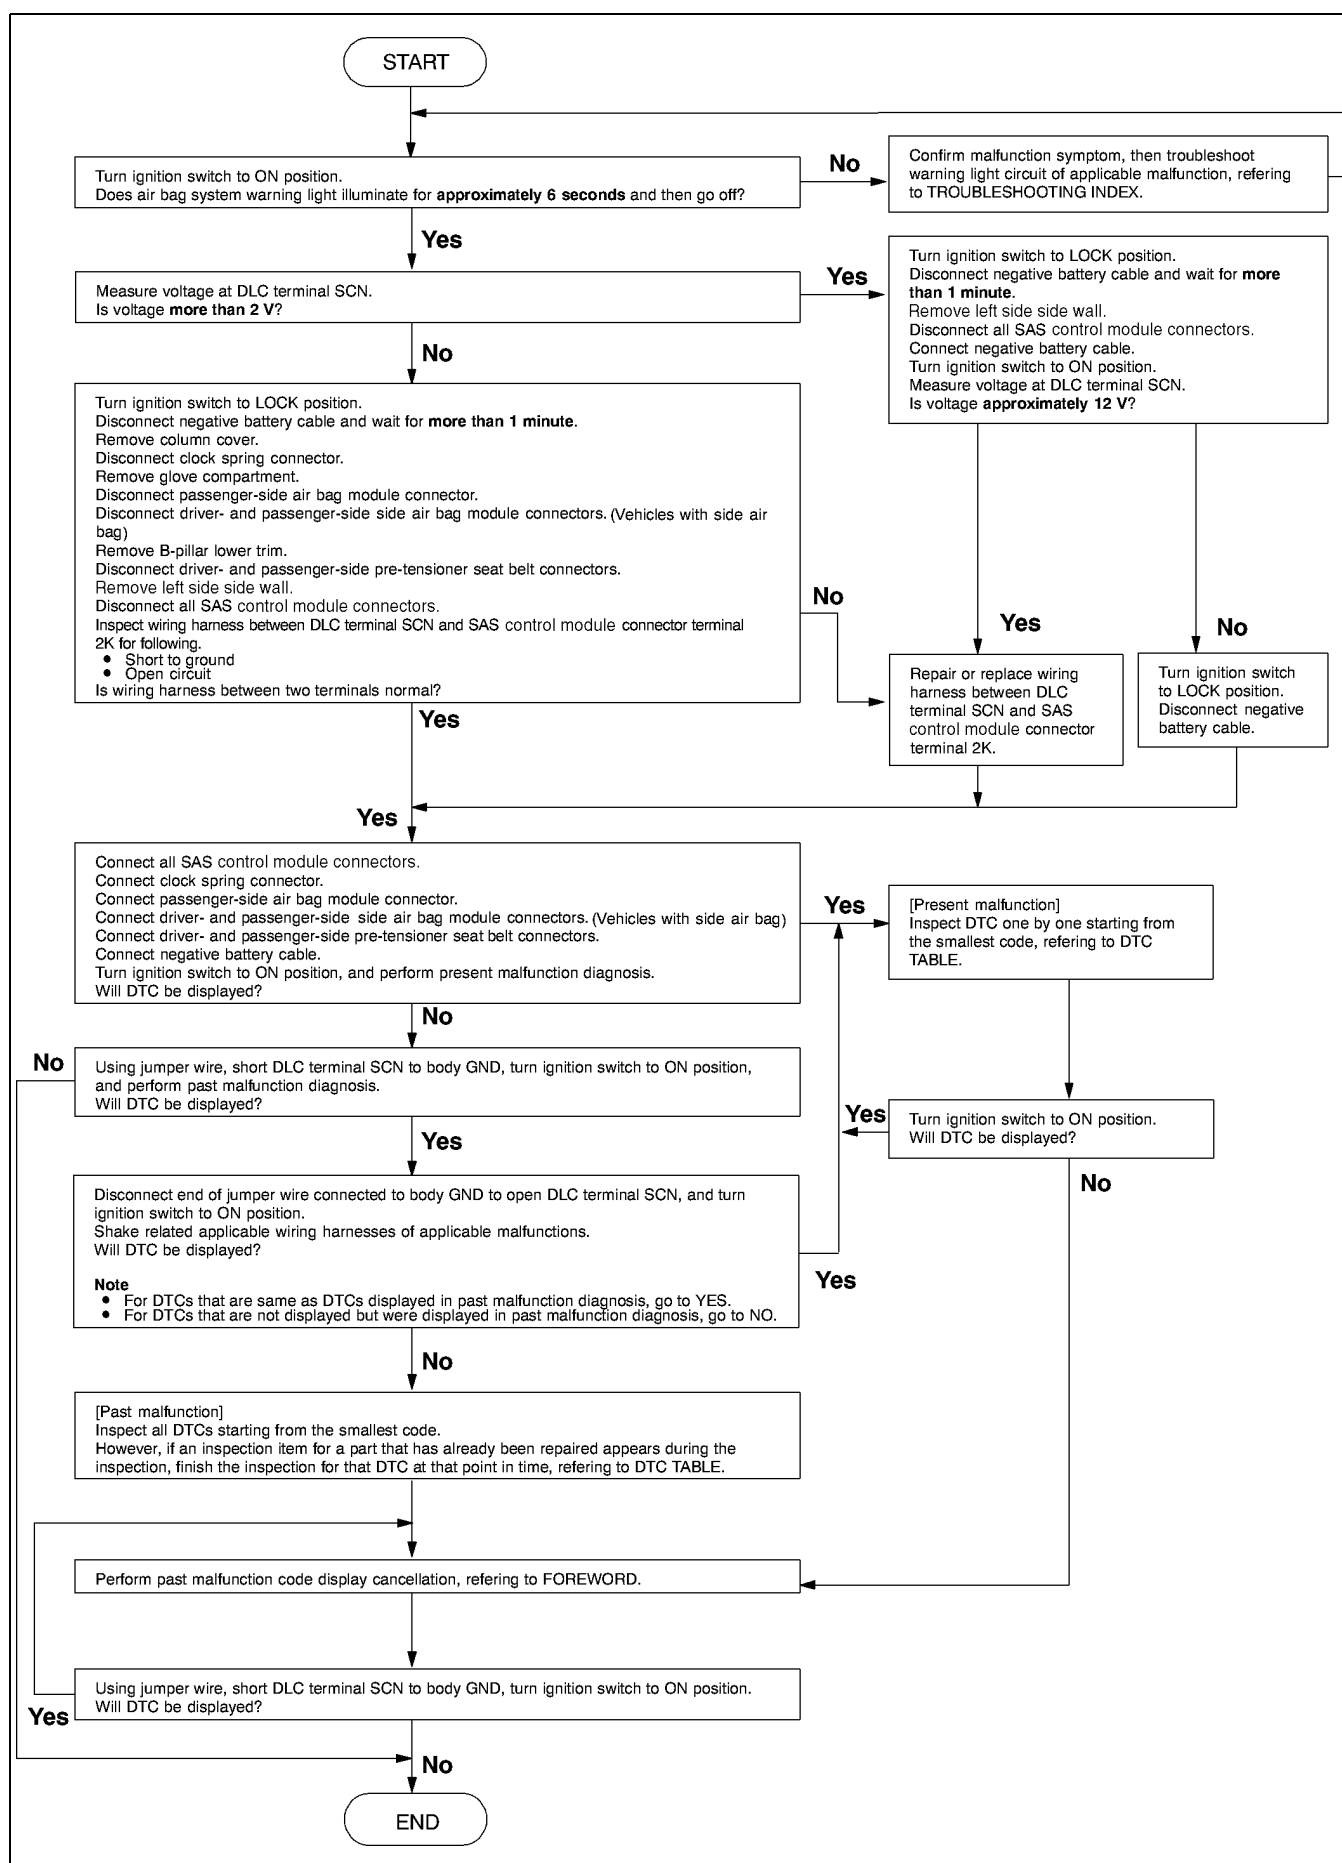 START
Turn ignition switch to ON position.
Does air bag system warning light illuminate for approximately 6 seconds and then go off?
No
Confirm malfunction symptom, then troubleshoot
warning light circuit of applicable malfunction, refering
to TROUBLESHOOTING INDEX.
Yes
Measure voltage at DLC terminal SCN.
Is voltage more than 2 V?
Yes
Turn ignition switch to LOCK position.
Disconnect negative battery cable and wait for more
than 1 minute.
Remove left side side wall.
Disconnect all SAS control module connectors.
Connect negative battery cable.
Turn ignition switch to ON position.
Measure voltage at DLC terminal SCN.
Is voltage approximately 12 V?
No
Turn ignition switch to LOCK position.
Disconnect negative battery cable and wait for more than 1 minute.
Remove column cover.
Disconnect clock spring connector.
Remove glove compartment.
Disconnect passenger-side air bag module connector.
Disconnect driver- and passenger-side side air bag module connectors. (Vehicles with side air
bag)
Remove B-pillar lower trim.
Disconnect driver- and passenger-side pre-tensioner seat belt connectors.
Remove left side side wall.
Disconnect all SAS control module connectors.
Inspect wiring harness between DLC terminal SCN and SAS control module connector terminal
2K for following.
• Short to ground
• Open circuit
Is wiring harness between two terminals normal?
No
Yes
No
Repair or replace wiring
harness between DLC
terminal SCN and SAS
control module connector
terminal 2K.
Turn ignition switch
to LOCK position.
Disconnect negative
battery cable.
Yes
Yes
Connect all SAS control module connectors.
Connect clock spring connector.
Connect passenger-side air bag module connector.
Connect driver- and passenger-side side air bag module connectors. (Vehicles with side air bag)
Connect driver- and passenger-side pre-tensioner seat belt connectors.
Connect negative battery cable.
Turn ignition switch to ON position, and perform present malfunction diagnosis.
Will DTC be displayed?
Yes
[Present malfunction]
Inspect DTC one by one starting from
the smallest code, refering to DTC
TABLE.
No
No
Using jumper wire, short DLC terminal SCN to body GND, turn ignition switch to ON position,
and perform past malfunction diagnosis.
Will DTC be displayed?
Yes
Turn ignition switch to ON position.
Will DTC be displayed?
Yes
No
Disconnect end of jumper wire connected to body GND to open DLC terminal SCN, and turn
ignition switch to ON position.
Shake related applicable wiring harnesses of applicable malfunctions.
Will DTC be displayed?
Yes
Note
• For DTCs that are same as DTCs displayed in past malfunction diagnosis, go to YES.
• For DTCs that are not displayed but were displayed in past malfunction diagnosis, go to NO.
No
[Past malfunction]
Inspect all DTCs starting from the smallest code.
However, if an inspection item for a part that has already been repaired appears during the
inspection, finish the inspection for that DTC at that point in time, refering to DTC TABLE.
Perform past malfunction code display cancellation, refering to FOREWORD.
Using jumper wire, short DLC terminal SCN to body GND, turn ignition switch to ON position.
Will DTC be displayed?
Yes
No
END